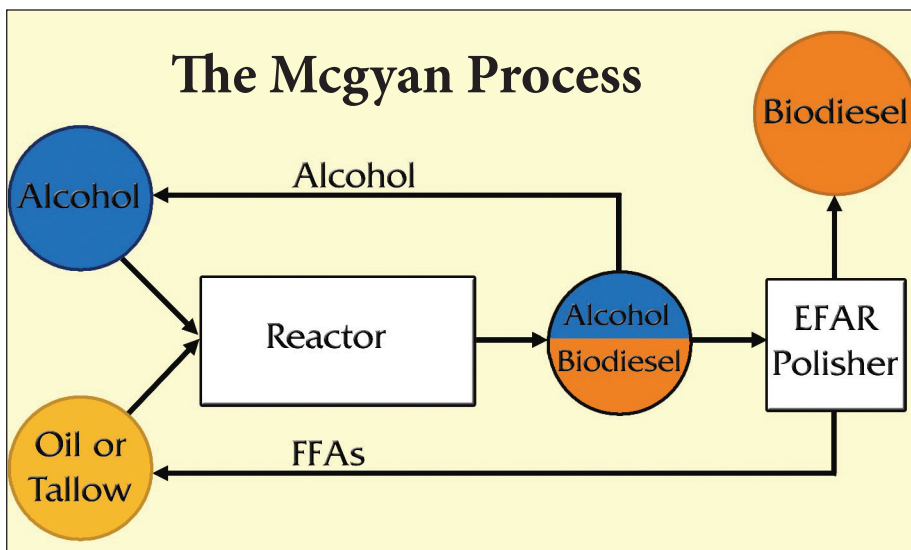 The Mcgyan Process
Biodiesel
Alcohol
Alcohol
Reactor
Alcohol
Biodiesel
EFAR
Polisher
Oil or
Tallow
FFAs